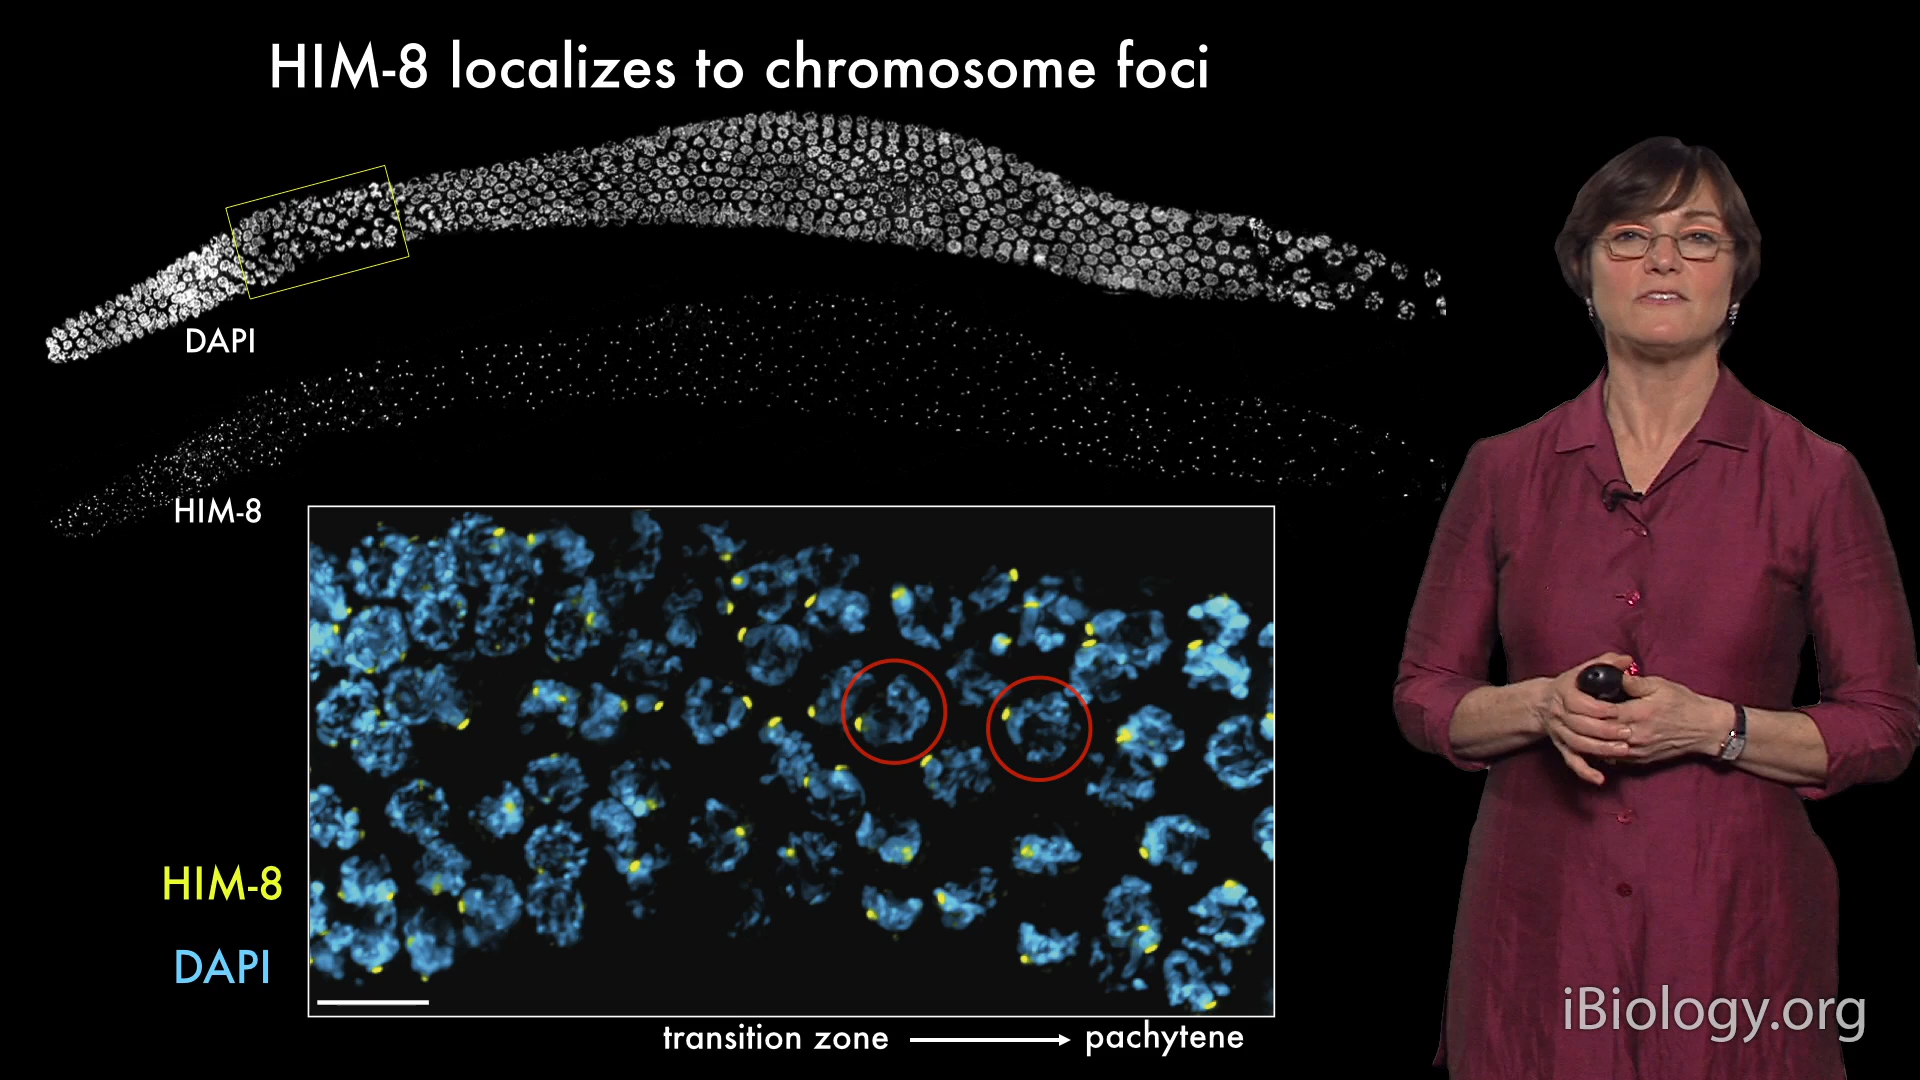 HIM-8 localizes to chromosome foci
DAPI
HIM-8
HIM-8
DAPI
transition zone
pachytene
iBiology.org